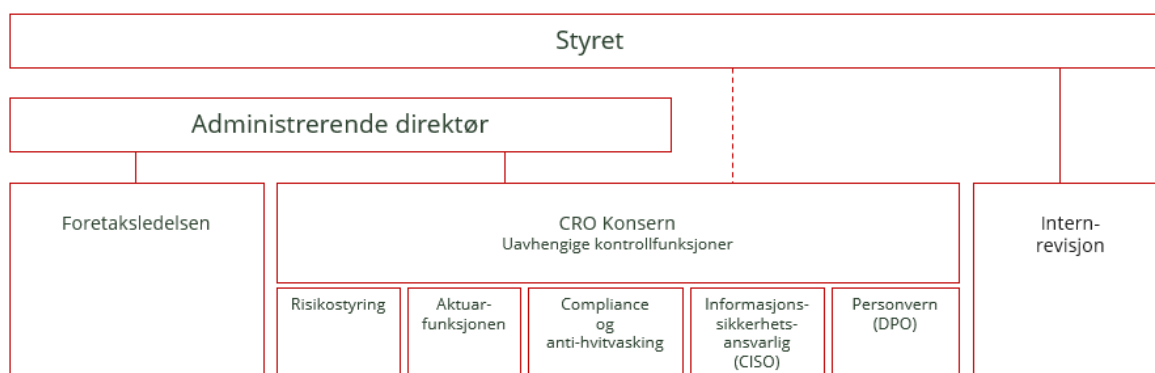 Styret
Administrerende direktør
Foretaksledelsen
CRO Konsern
Uavhengige kontrollfunksjoner
Intern-
revisjon
Risikostyring
Aktuar-
funksjonen
Compliance
og
anti-hvitvasking
Informasjons-
sikkerhets-
ansvarlig
(CISO)
Personvern
(DPO)